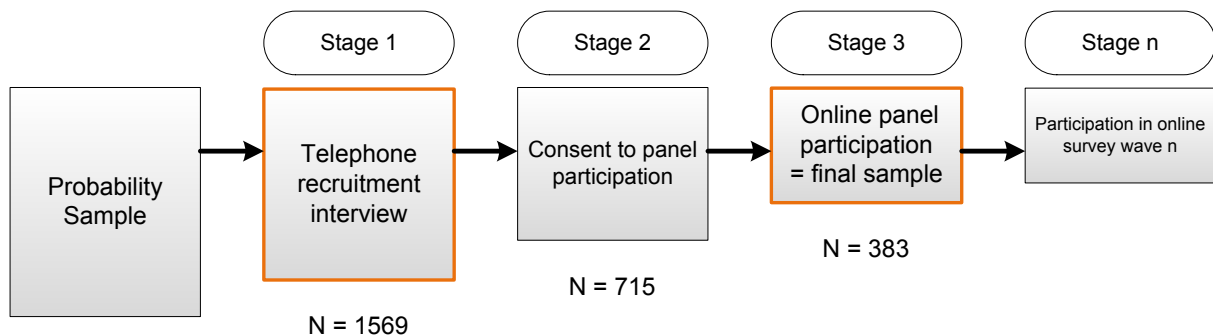 Stage 1
Stage 2
Stage 3
Stage n
Probability
Sample
Telephone
recruitment
interview
Consent to panel
participation
Online panel
participation
= final sample
Participation in online
survey wave n
N = 1569
N = 715
N = 383